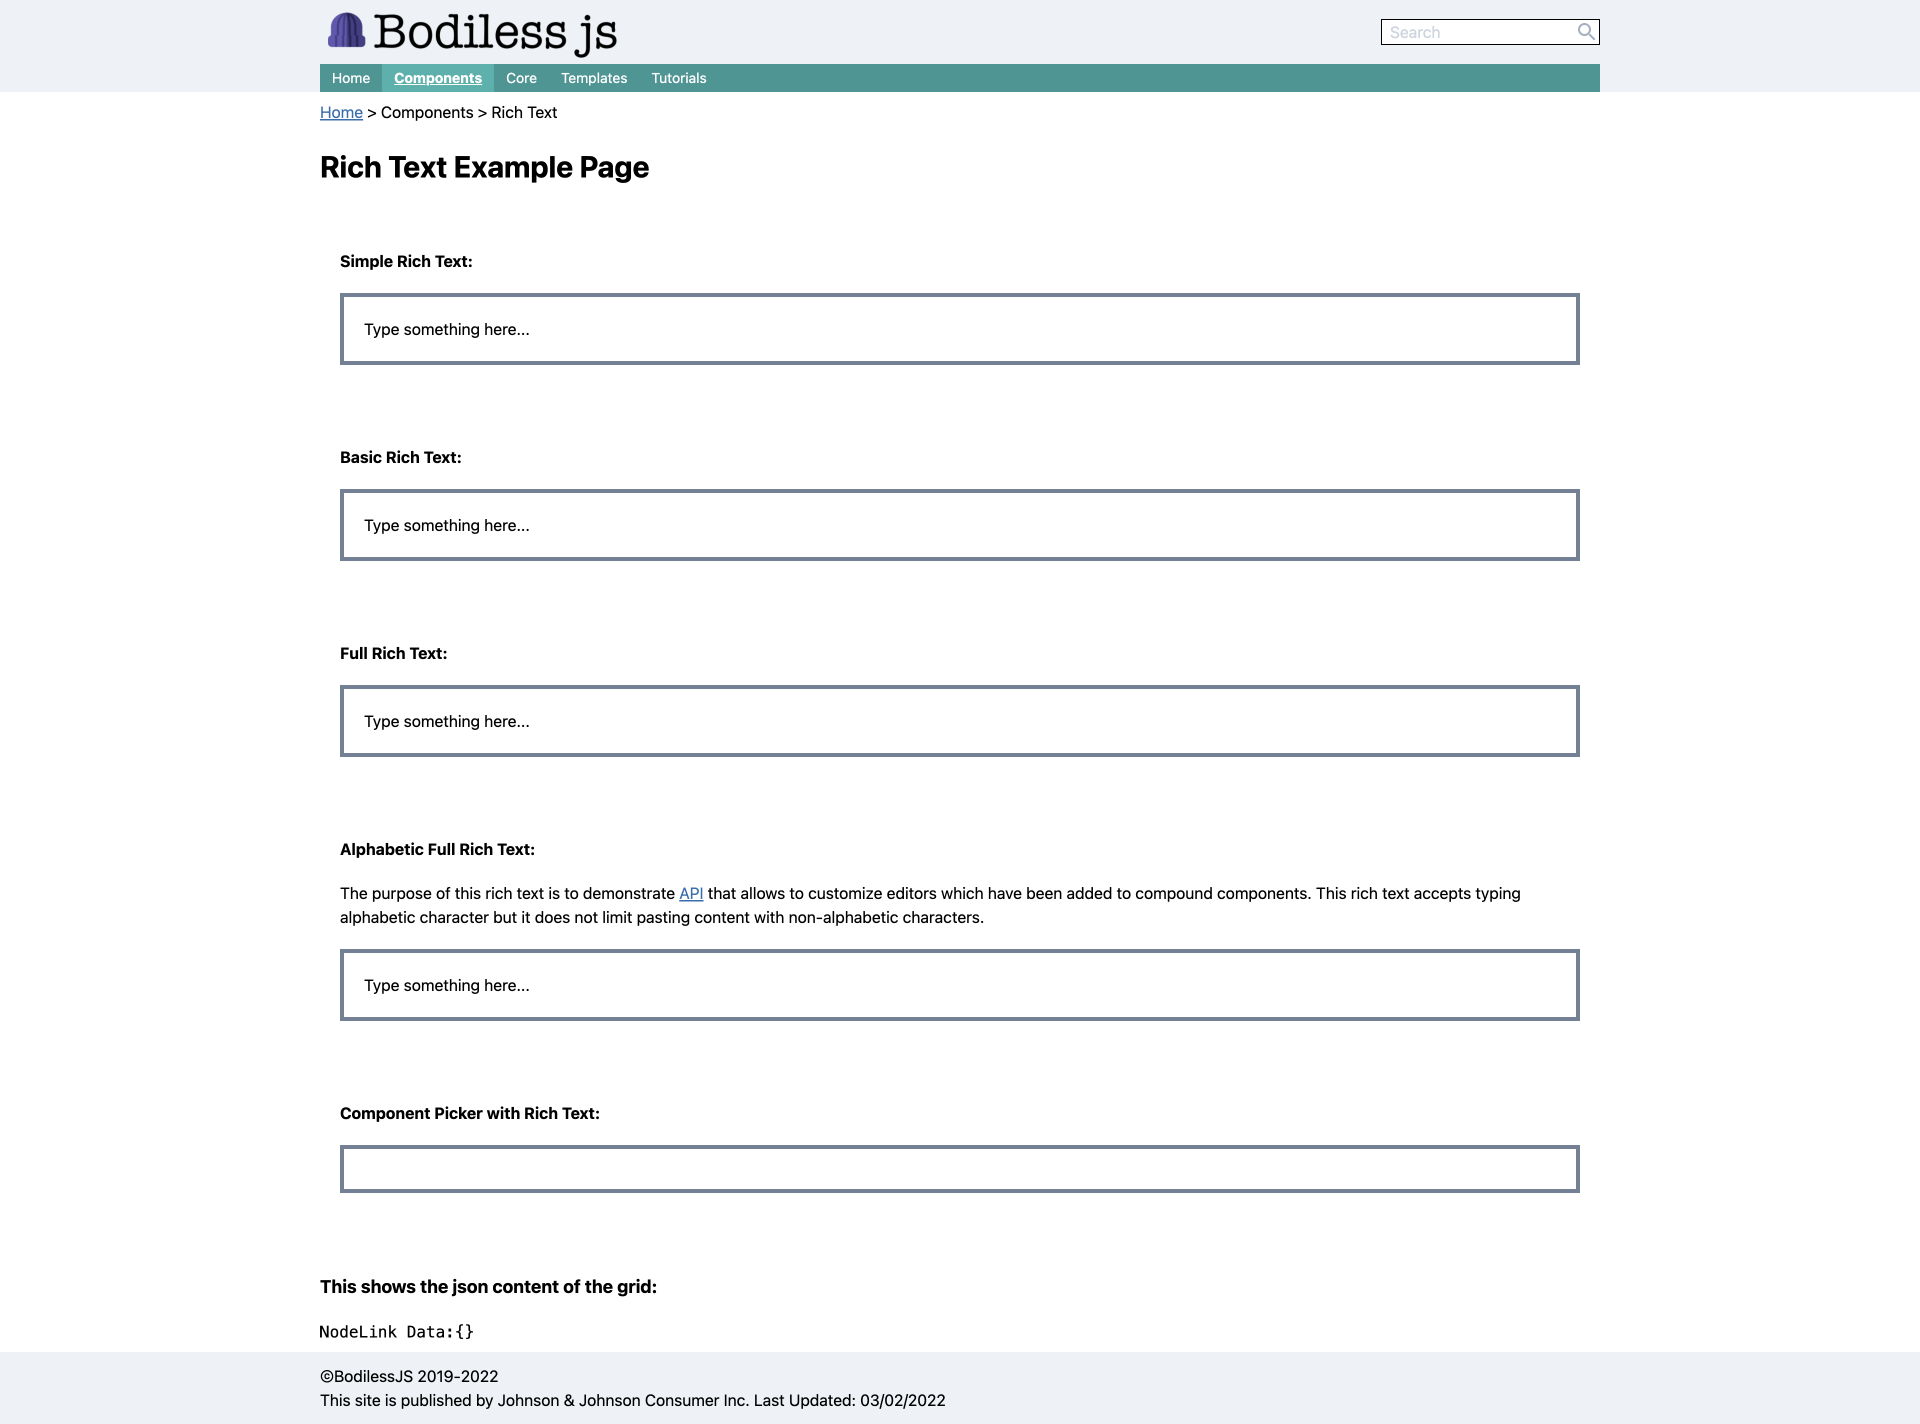 Bodiless js
Search
Home Components Core Templates Tutorials
Home > Components > Rich Text
Rich Text Example Page
Simple Rich Text:
Type something here...
Basic Rich Text:
Type something here...
Full Rich Text:
Type something here...
Alphabetic Full Rich Text:
The purpose of this rich text is to demonstrate API that allows to customize editors which have been added to compound components. This rich text accepts typing
alphabetic character but it does not limit pasting content with non-alphabetic characters.
Type something here...
Component Picker with Rich Text:
This shows the json content of the grid:
NodeLink Data:{}
©BodilessJS 2019-2022
This site is published by Johnson & Johnson Consumer Inc. Last Updated: 03/02/2022